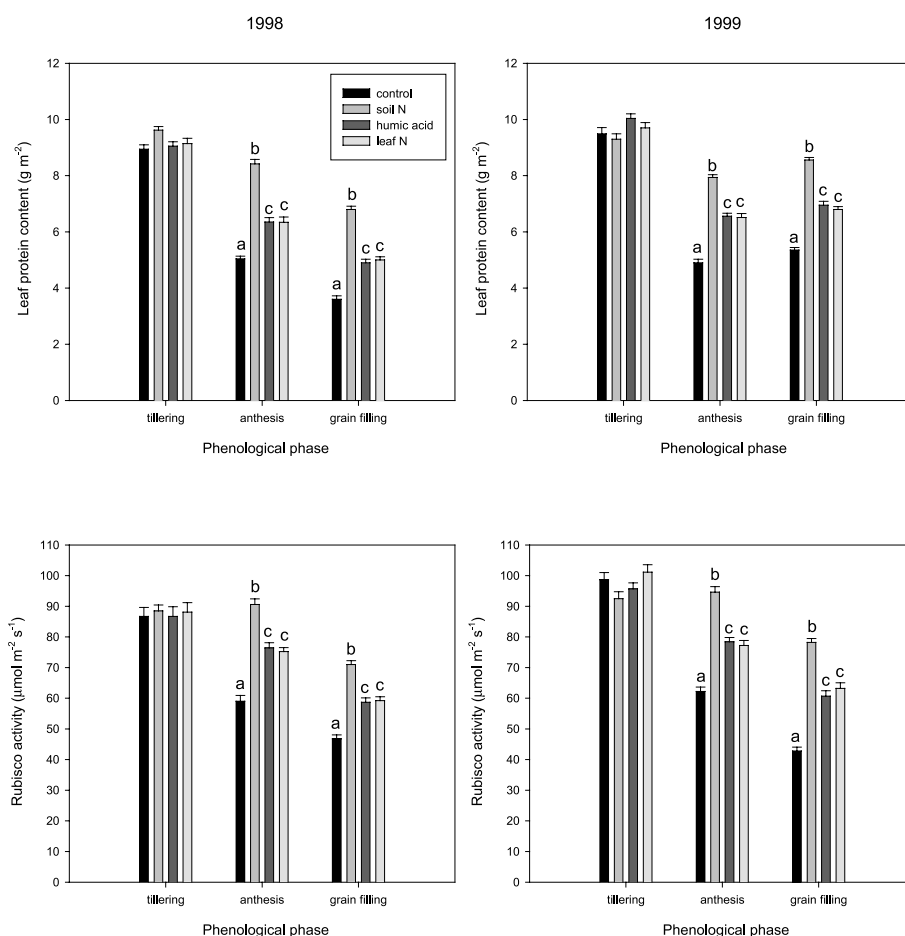 1998
1999
Leaf protein content (g m⁻²)
12
10
8
6
4
2
0
control
soil N
humic acid
leaf N
a
b
c
c
a
b
c
c
tillering
anthesis
grain filling
Phenological phase
Leaf protein content (g m⁻²)
12
10
8
6
4
2
0
a
b
c
c
a
b
c
c
tillering
anthesis
grain filling
Phenological phase
Rubisco activity (μmol m⁻² s⁻¹)
110
100
90
80
70
60
50
40
30
20
10
0
a
b
c
c
a
b
c
c
tillering
anthesis
grain filling
Phenological phase
Rubisco activity (μmol m⁻² s⁻¹)
110
100
90
80
70
60
50
40
30
20
10
0
a
b
c
c
a
b
c
c
tillering
anthesis
grain filling
Phenological phase